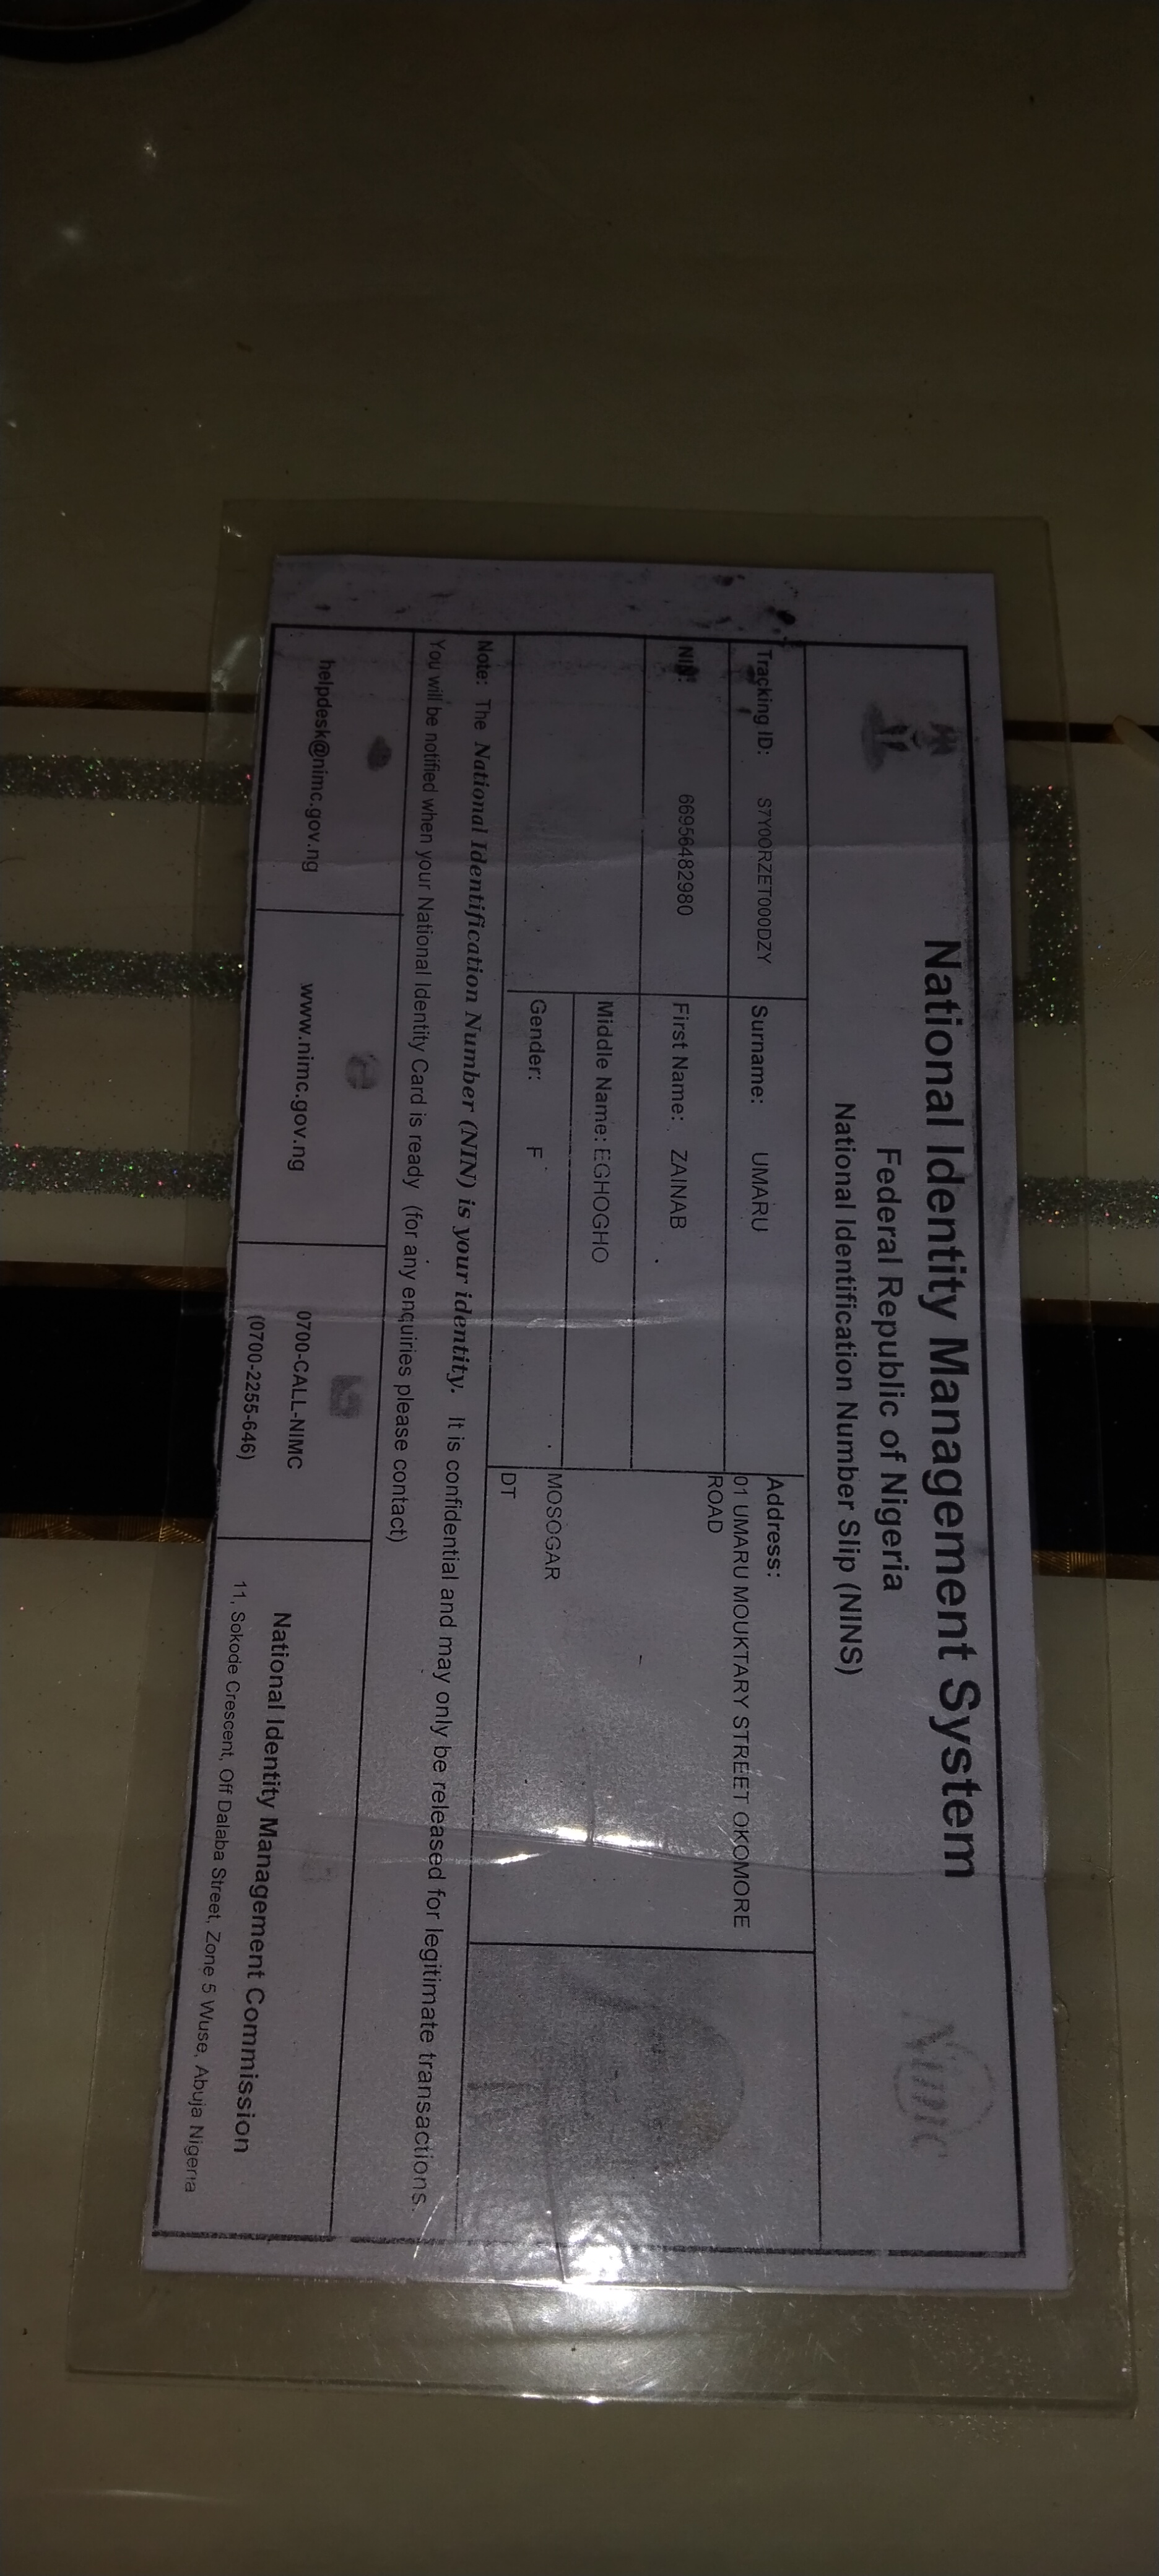 National Identity Management System
Federal Republic of Nigeria
National Identification Number Slip (NINS)
Nimc
Tracking ID: S7Y00RZET000DZY
Surname: UMARU
Address:
01 UMARU MOUKTARY STREET OKOMORE
ROAD
NIN: 66956482980
First Name: ZAINAB
Middle Name: EGHOGHO
MOSOGAR
Gender: F
DT
Note: The National Identification Number (NIN) is your identity. It is confidential and may only be released for legitimate transactions.
You will be notified when your National Identity Card is ready (for any enquiries please contact)
helpdesk@nimc.gov.ng
www.nimc.gov.ng
0700-CALL-NIMC
(0700-2255-646)
National Identity Management Commission
11, Sokode Crescent, Off Dalaba Street, Zone 5 Wuse, Abuja Nigeria